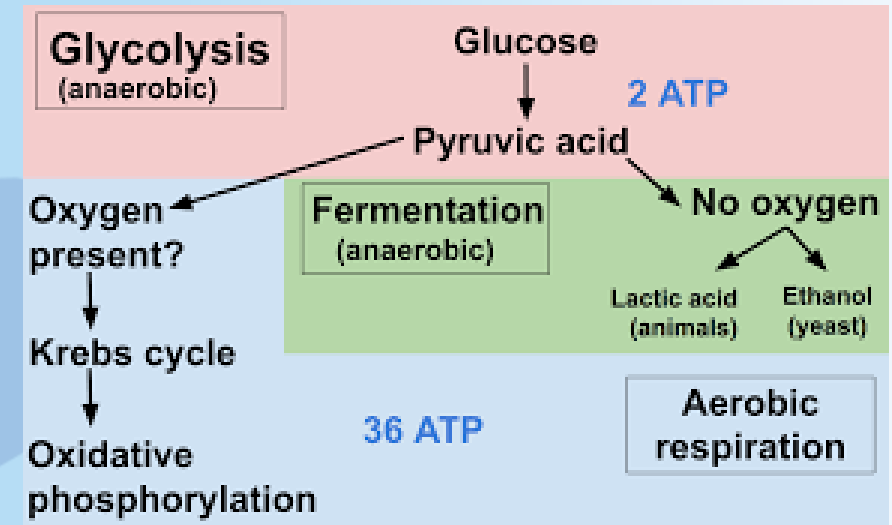 Glycolysis
(anaerobic)
Glucose
2 ATP
Pyruvic acid
Oxygen
present?
Fermentation
(anaerobic)
No oxygen
Lactic acid
(animals)
Ethanol
(yeast)
Krebs cycle
36 ATP
Aerobic
respiration
Oxidative
phosphorylation